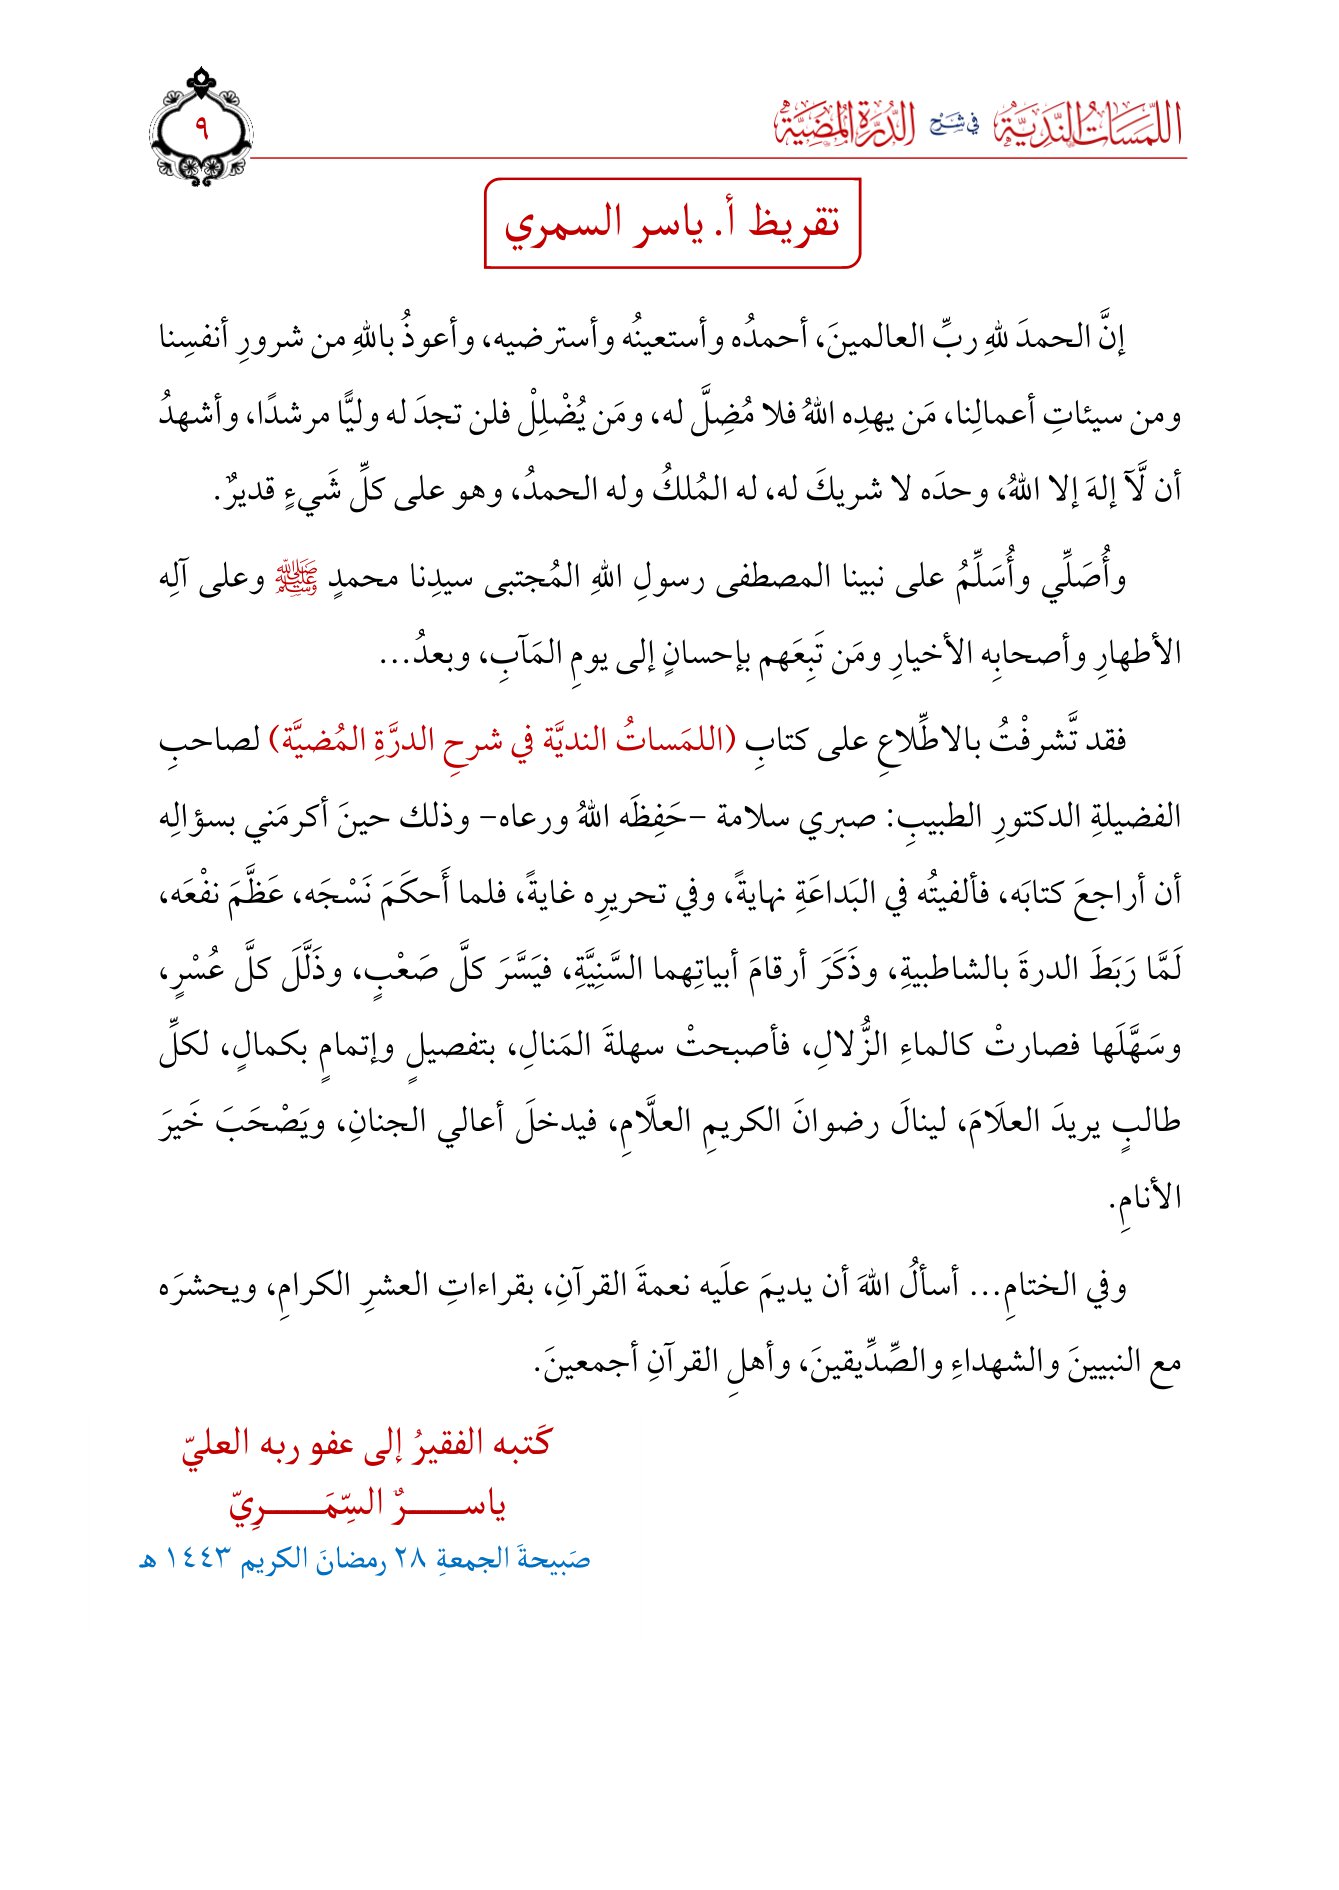 اللَّمَسَاتُ النَّدِيَّةُ في شَرْحِ الدُّرَّةِ المُضِيَّةِ
٩
تقريظ أ. ياسر السمري
إنَّ الحمدَ للهِ ربِّ العالمينَ، أحمدُه وأستعينُه وأسترضيه، وأعوذُ باللهِ من شرورِ أنفسِنا
ومن سيئاتِ أعمالِنا، مَن يهدِه اللهُ فلا مُضِلَّ له، ومَن يُضْلِلْ فلن تجدَ له وليًّا مرشدًا، وأشهدُ
أن لَّآ إلهَ إلا اللهُ، وحدَه لا شريكَ له، له المُلكُ وله الحمدُ، وهو على كلِّ شَيءٍ قديرٌ.
وأُصَلِّي وأُسَلِّمُ على نبينا المصطفى رسولِ اللهِ المُجتبى سيدِنا محمدٍ ﷺ وعلى آلِه
الأطهارِ وأصحابِه الأخيارِ ومَن تَبِعَهم بإحسانٍ إلى يومِ المَآبِ، وبعدُ...
فقد تَّشرفْتُ بالاطِّلاعِ على كتابِ (اللمَساتُ النديَّة في شرحِ الدرَّةِ المُضيَّة) لصاحبِ
الفضيلةِ الدكتورِ الطبيبِ: صبري سلامة -حَفِظَه اللهُ ورعاه- وذلك حينَ أكرمَني بسؤالِه
أن أراجعَ كتابَه، فألفيتُه في البَداعَةِ نهايةً، وفي تحريرِه غايةً، فلما أَحكَمَ نَسْجَه، عَظَّمَ نفْعَه،
لَمَّا رَبَطَ الدرةَ بالشاطبيةِ، وذَكَرَ أرقامَ أبياتِهما السَّنِيَّةِ، فيَسَّرَ كلَّ صَعْبٍ، وذَلَّلَ كلَّ عُسْرٍ،
وسَهَّلَها فصارتْ كالماءِ الزُّلالِ، فأصبحتْ سهلةَ المَنالِ، بتفصيلٍ وإتمامٍ بكمالٍ، لكلِّ
طالبٍ يريدَ العلَامَ، لينالَ رضوانَ الكريمِ العلَّامِ، فيدخلَ أعالي الجنانِ، ويَصْحَبَ خَيرَ
الأنامِ.
وفي الختامِ... أسألُ اللهَ أن يديمَ علَيه نعمةَ القرآنِ، بقراءاتِ العشرِ الكرامِ، ويحشرَه
مع النبيينَ والشهداءِ والصِّدِّيقينَ، وأهلِ القرآنِ أجمعينَ.
كَتبه الفقيرُ إلى عفو ربه العليّ
ياســـــرٌ السِّمَـــــرِيّ
صَبيحةَ الجمعةِ ٢٨ رمضانَ الكريم ١٤٤٣ هـ